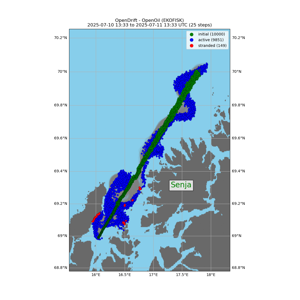 OpenDrift - OpenOil (EKOFISK)
2025-07-10 13:33 to 2025-07-11 13:33 UTC (25 steps)
initial (10000)
active (9851)
stranded (149)
70.2°N 70.2°N
70°N 70°N
69.8°N 69.8°N
69.6°N 69.6°N
69.4°N 69.4°N
Senja
69.2°N 69.2°N
69°N 69°N
68.8°N 68.8°N
16°E 16.5°E 17°E 17.5°E 18°E